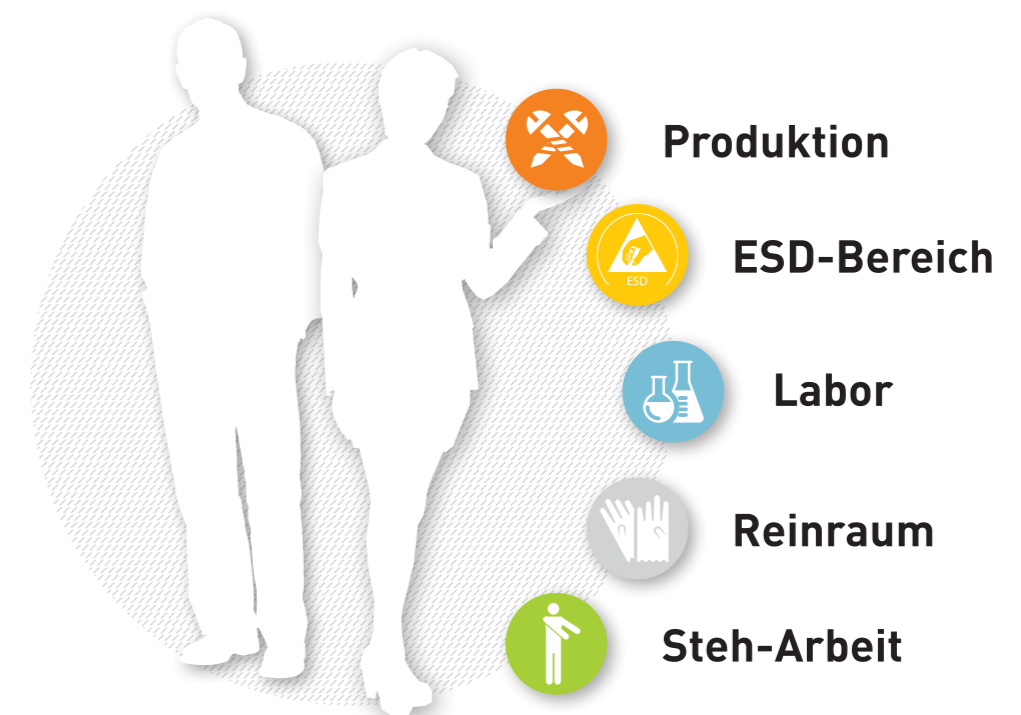 Produktion
ESD-Bereich
ESD
Labor
Reinraum
Steh-Arbeit